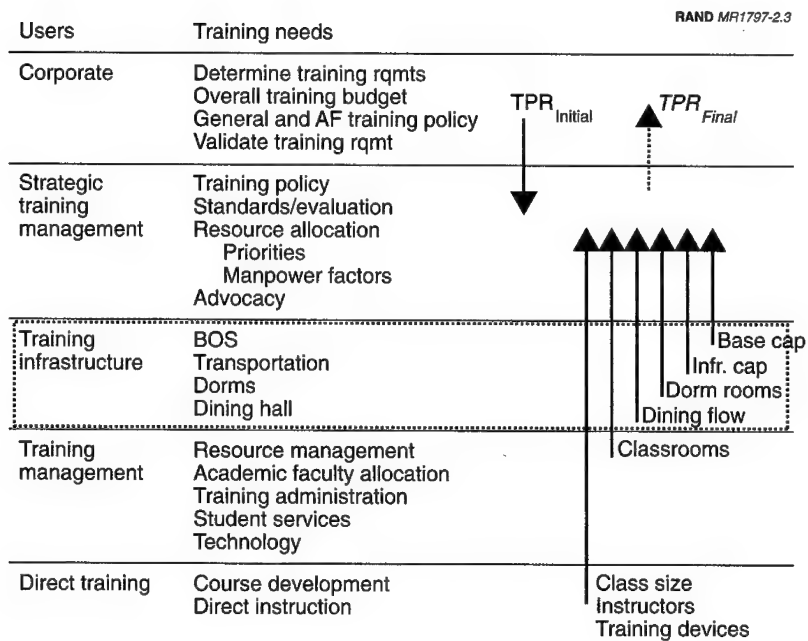 RAND MR1797-2.3
Users Training needs
Corporate Determine training rqmts
Overall training budget
General and AF training policy
Validate training rqmt
TPR Initial
TPR Final
Strategic training management
Training policy
Standards/evaluation
Resource allocation
Priorities
Manpower factors
Advocacy
Training infrastructure
BOS
Transportation
Dorms
Dining hall
Base cap
Infr. cap
Dorm rooms
Dining flow
Training management
Resource management
Academic faculty allocation
Training administration
Student services
Technology
Classrooms
Direct training
Course development
Direct instruction
Class size
Instructors
Training devices